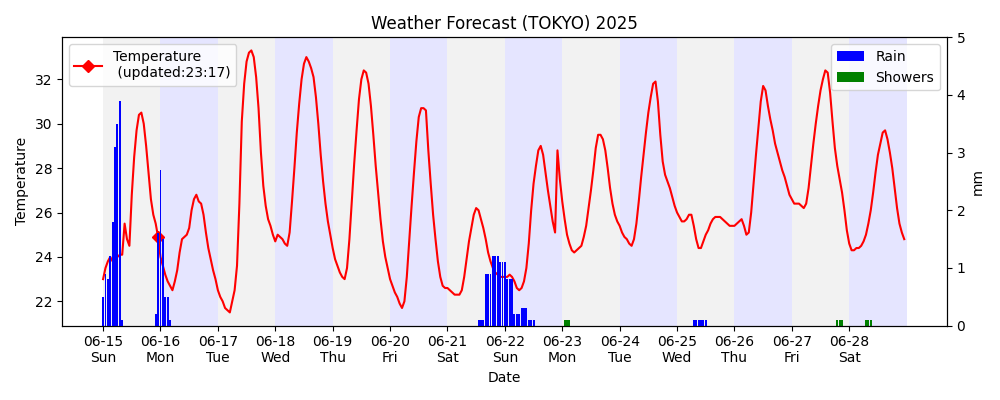 Weather Forecast (TOKYO) 2025
Temperature
(updated:23:17)
Rain
Showers
Temperature
32
30
28
26
24
22
5
4
3
2
1
0
mm
06-15 06-16 06-17 06-18 06-19 06-20 06-21 06-22 06-23 06-24 06-25 06-26 06-27 06-28
Sun Mon Tue Wed Thu Fri Sat Sun Mon Tue Wed Thu Fri Sat
Date